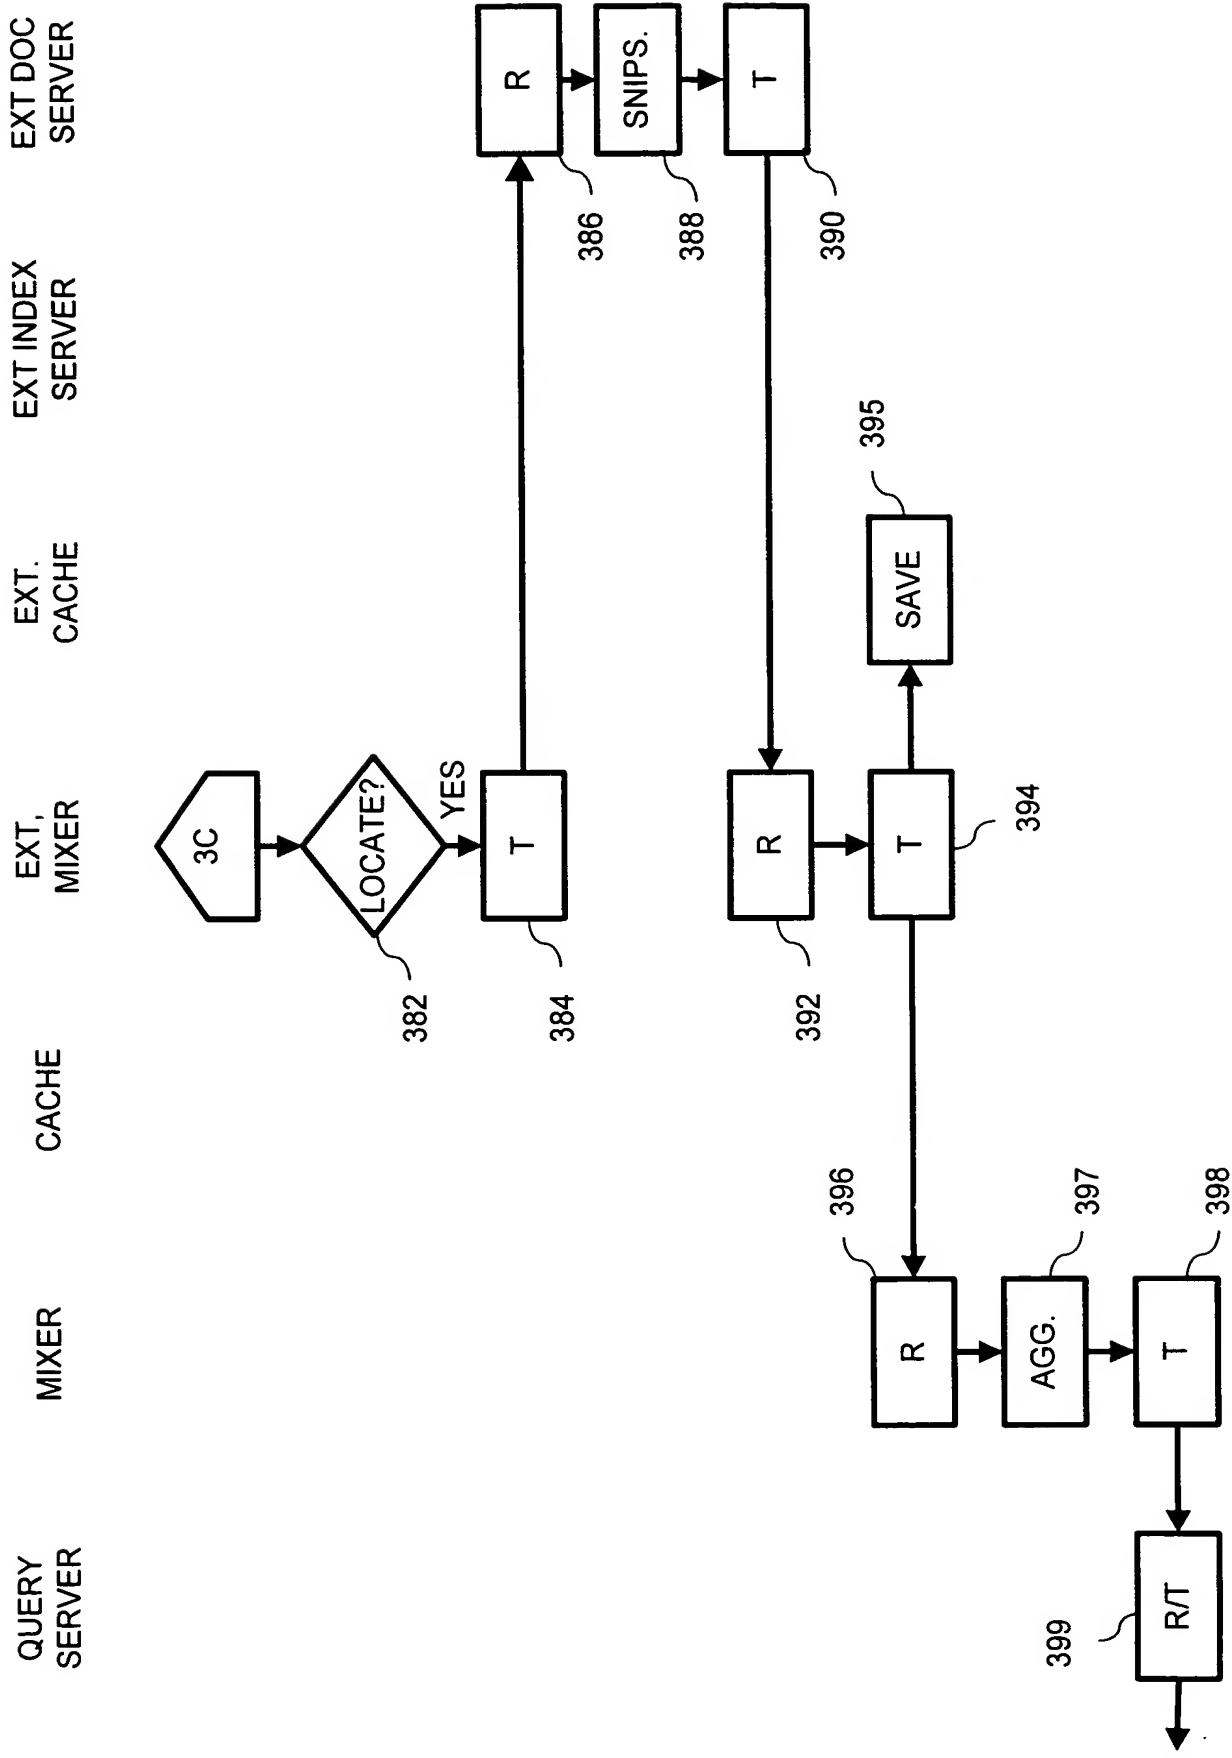 QUERY
SERVER
MIXER
CACHE
EXT,
MIXER
EXT.
CACHE
EXT INDEX
SERVER
EXT DOC
SERVER
3C
LOCATE?
382
YES
T
384
R
386
SNIPS.
388
T
390
R
392
T
394
SAVE
395
R
396
AGG.
397
T
398
R/T
399